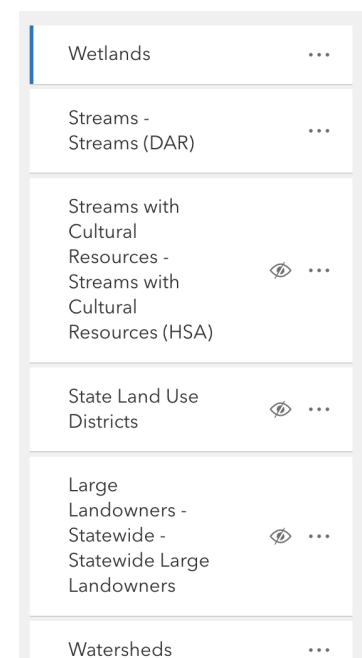 Wetlands
Streams -
Streams (DAR)
Streams with
Cultural
Resources -
Streams with
Cultural
Resources (HSA)
State Land Use
Districts
Large
Landowners -
Statewide -
Statewide Large
Landowners
Watersheds